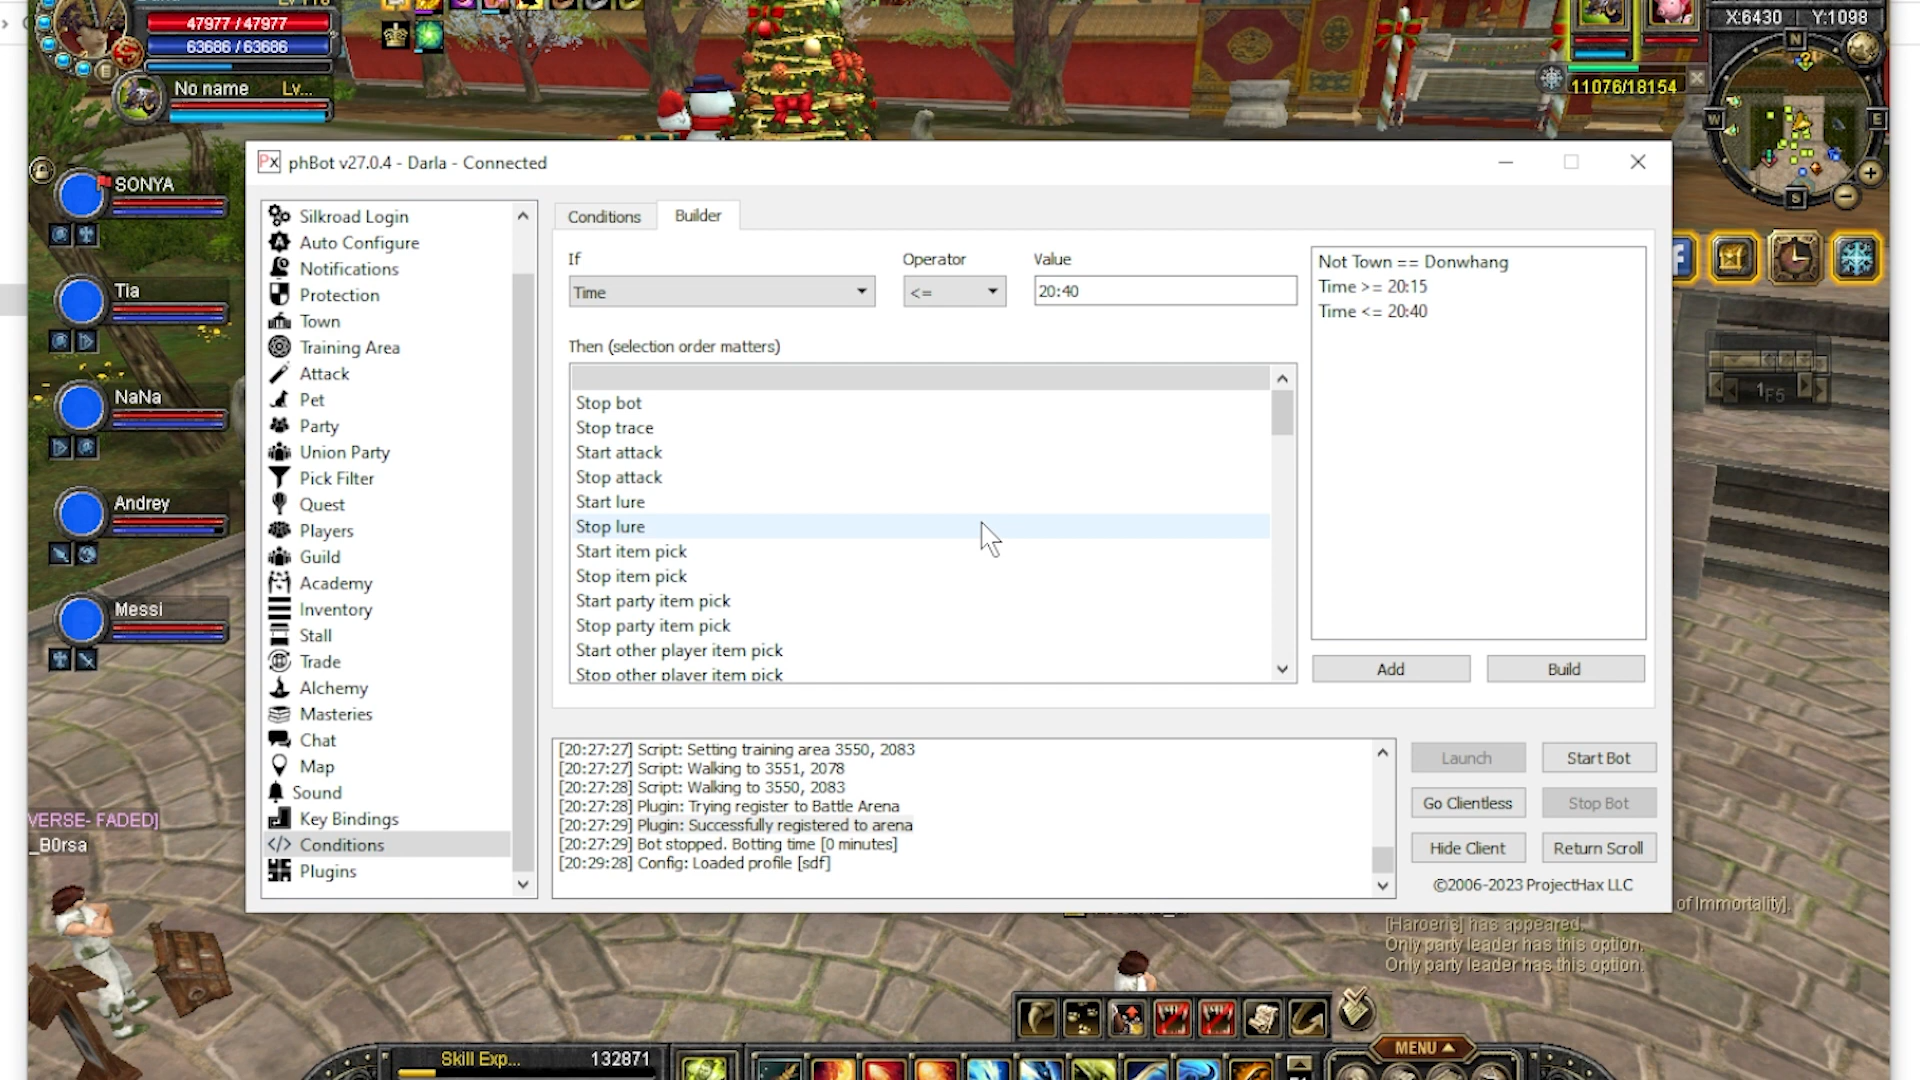 47977 / 47977
63686 / 63686
No name Lv...
SONYA
Tia
NaNa
Andrey
Messi
VERSE- FADED]
_B0rsa
X:6430 Y:1098
N
W
E
S
11076/18154
Px phBot v27.0.4 - Darla - Connected
Silkroad Login
Auto Configure
Notifications
Protection
Town
Training Area
Attack
Pet
Party
Union Party
Pick Filter
Quest
Players
Guild
Academy
Inventory
Stall
Trade
Alchemy
Masteries
Chat
Map
Sound
Key Bindings
Conditions
Plugins
Conditions Builder
If Operator Value
Time <= 20:40
Then (selection order matters)
Stop bot
Stop trace
Start attack
Stop attack
Start lure
Stop lure
Start item pick
Stop item pick
Start party item pick
Stop party item pick
Start other player item pick
Stop other player item pick
Not Town == Donwhang
Time >= 20:15
Time <= 20:40
Add Build
[20:27:27] Script: Setting training area 3550, 2083
[20:27:27] Script: Walking to 3551, 2078
[20:27:28] Script: Walking to 3550, 2083
[20:27:28] Plugin: Trying register to Battle Arena
[20:27:29] Plugin: Successfully registered to arena
[20:27:29] Bot stopped. Botting time [0 minutes]
[20:29:28] Config: Loaded profile [sdf]
Launch Start Bot
Go Clientless Stop Bot
Hide Client Return Scroll
©2006-2023 ProjectHax LLC
1 F5
of Immortality].
[Haroeris] has appeared.
Only party leader has this option.
Only party leader has this option.
Skill Exp... 132871
MENU